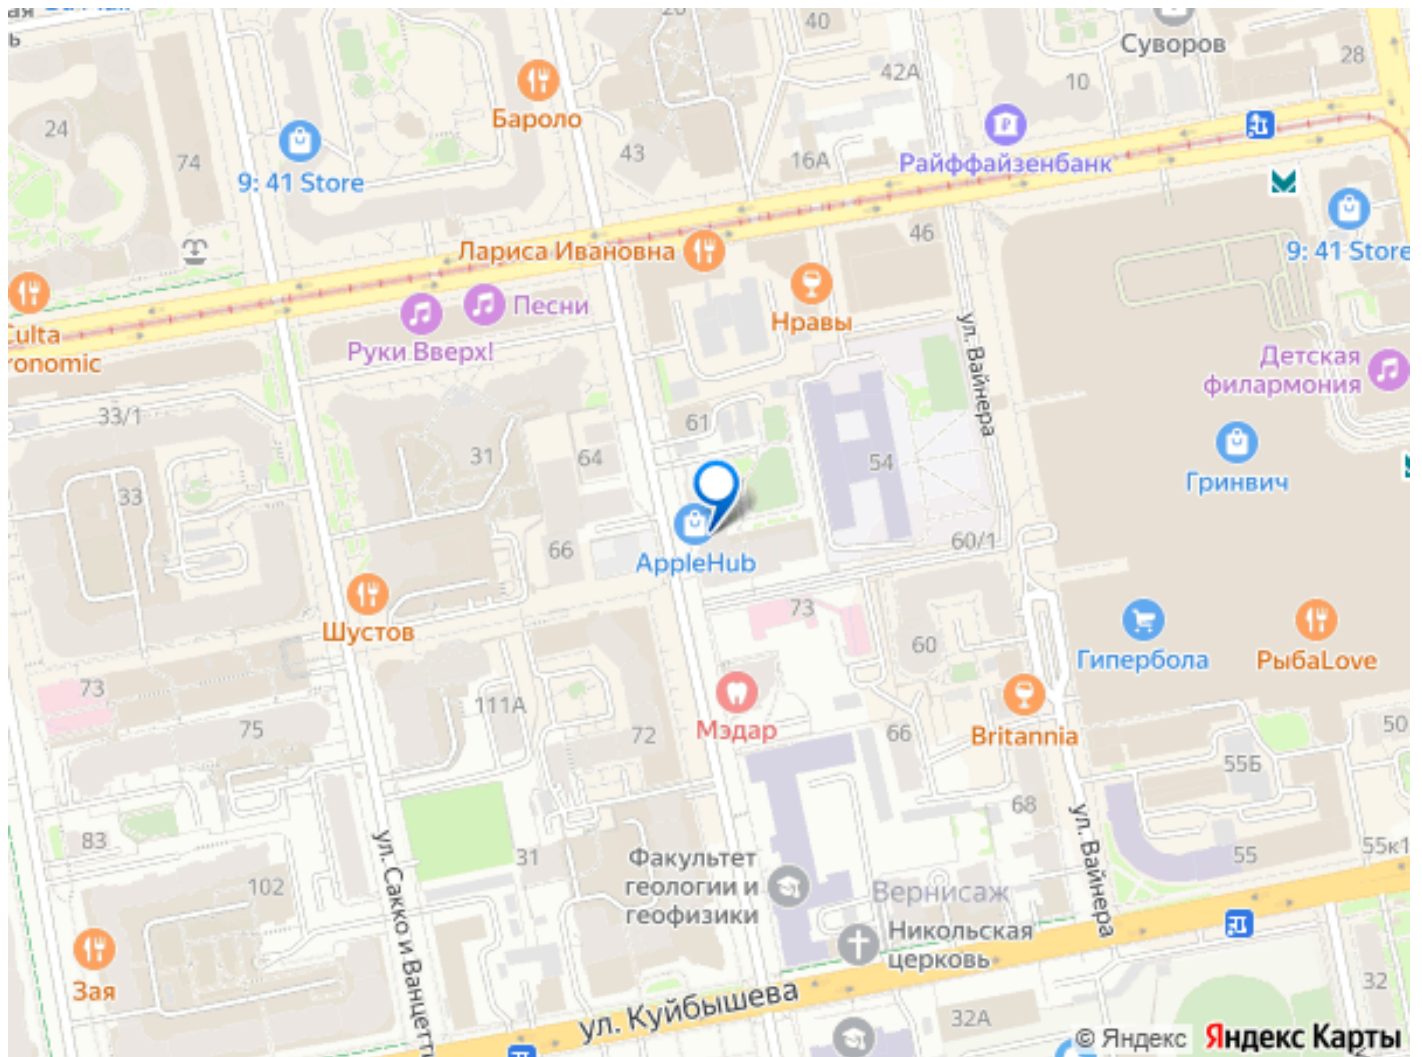 ая
ь
40
Суворов
28
42А
10
Бароло
24
74
9: 41 Store
43
16А
Райффайзенбанк
46
Лариса Ивановна
9: 41 Store
Песни
Нравы
Culta
ronomic
Руки Вверх!
ул. Вайнера
Детская
филармония
33/1
61
31
64
54
Гринвич
33
66
AppleHub
60/1
73
Шустов
60
Гипербола
РыбаLove
73
75
111А
72
Мэдар
66
Britannia
50
55Б
68
83
ул. Сакко и Ванцетти
31
Факультет
геологии и
геофизики
ул. Вайнера
55
55к1
102
Вернисаж
Никольская
церковь
Зая
ул. Куйбышева
32А
32
© Яндекс Яндекс Карты